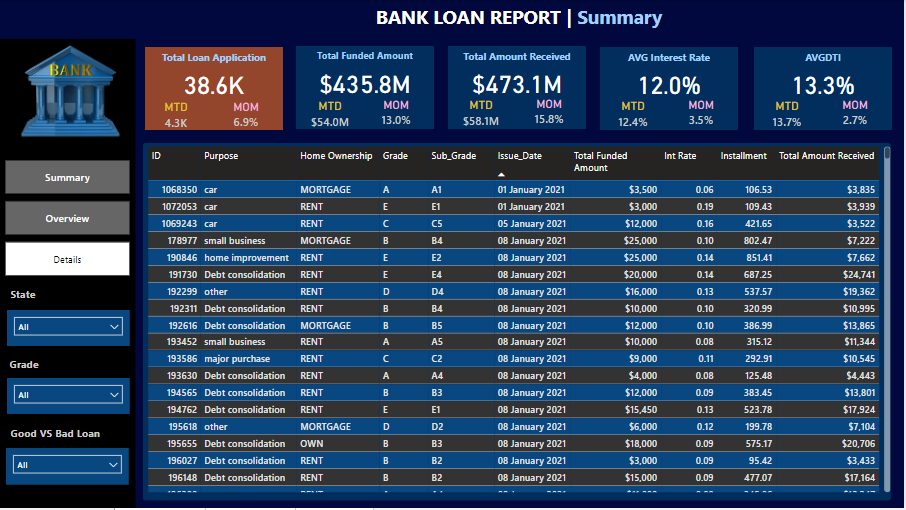 BANK LOAN REPORT | Summary
BANK
Total Loan Application
38.6K
MTD MOM
4.3K 6.9%
Total Funded Amount
$435.8M
MTD MOM
$54.0M 13.0%
Total Amount Received
$473.1M
MTD MOM
$58.1M 15.8%
AVG Interest Rate
12.0%
MTD MOM
12.4% 3.5%
AVGDTI
13.3%
MTD MOM
13.7% 2.7%
Summary
Overview
Details
State
All
Grade
All
Good VS Bad Loan
All
ID Purpose Home Ownership Grade Sub_Grade Issue_Date Total Funded Amount Int Rate Installment Total Amount Received
1068350 car MORTGAGE A A1 01 January 2021 $3,500 0.06 106.53 $3,835
1072053 car RENT E E1 01 January 2021 $3,000 0.19 109.43 $3,939
1069243 car RENT C C5 05 January 2021 $12,000 0.16 421.65 $3,522
178977 small business MORTGAGE B B4 08 January 2021 $25,000 0.10 802.47 $7,222
190846 home improvement RENT E E2 08 January 2021 $25,000 0.14 851.41 $7,662
191730 Debt consolidation RENT E E4 08 January 2021 $20,000 0.14 687.25 $24,741
192299 other RENT D D4 08 January 2021 $16,000 0.13 537.57 $19,362
192311 Debt consolidation RENT B B4 08 January 2021 $10,000 0.10 320.99 $10,995
192616 Debt consolidation MORTGAGE B B5 08 January 2021 $12,000 0.10 386.99 $13,865
193452 small business RENT A A5 08 January 2021 $10,000 0.08 315.12 $11,344
193586 major purchase RENT C C2 08 January 2021 $9,000 0.11 292.91 $10,545
193630 Debt consolidation RENT A A4 08 January 2021 $4,000 0.08 125.48 $4,443
194565 Debt consolidation RENT B B3 08 January 2021 $12,000 0.09 383.45 $13,801
194762 Debt consolidation RENT E E1 08 January 2021 $15,450 0.13 523.78 $17,924
195618 other MORTGAGE D D2 08 January 2021 $6,000 0.12 199.78 $7,104
195655 Debt consolidation OWN B B3 08 January 2021 $18,000 0.09 575.17 $20,706
196027 Debt consolidation RENT B B2 08 January 2021 $3,000 0.09 95.42 $3,433
196148 Debt consolidation RENT B B2 08 January 2021 $15,000 0.09 477.07 $17,164